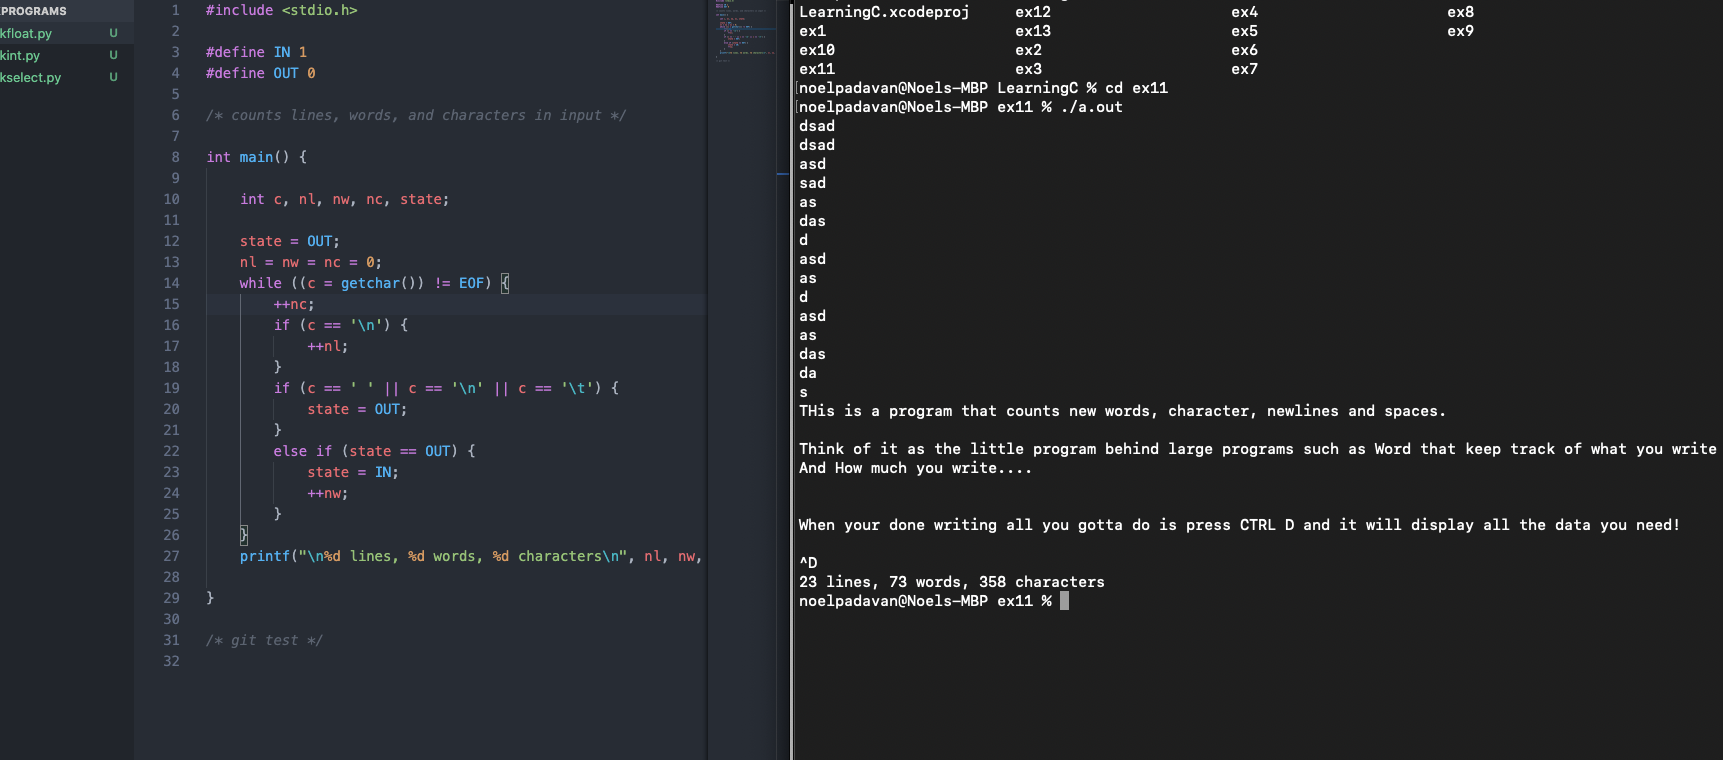 PROGRAMS
kfloat.py U
kint.py U
kselect.py U
1 #include <stdio.h>
2
3 #define IN 1
4 #define OUT 0
5
6 /* counts lines, words, and characters in input */
7
8 int main() {
9
10 int c, nl, nw, nc, state;
11
12 state = OUT;
13 nl = nw = nc = 0;
14 while ((c = getchar()) != EOF) {
15 ++nc;
16 if (c == '\n') {
17 ++nl;
18 }
19 if (c == ' ' || c == '\n' || c == '\t') {
20 state = OUT;
21 }
22 else if (state == OUT) {
23 state = IN;
24 ++nw;
25 }
26 }
27 printf("\n%d lines, %d words, %d characters\n", nl, nw,
28
29 }
30
31 /* git test */
32
LearningC.xcodeproj ex12 ex4 ex8
ex1 ex13 ex5 ex9
ex10 ex2 ex6
ex11 ex3 ex7
[noelpadavan@Noels-MBP LearningC % cd ex11
[noelpadavan@Noels-MBP ex11 % ./a.out
dsad
dsad
asd
sad
as
das
d
asd
as
d
asd
as
das
da
s
THis is a program that counts new words, character, newlines and spaces.
Think of it as the little program behind large programs such as Word that keep track of what you write
And How much you write....
When your done writing all you gotta do is press CTRL D and it will display all the data you need!
^D
23 lines, 73 words, 358 characters
noelpadavan@Noels-MBP ex11 %